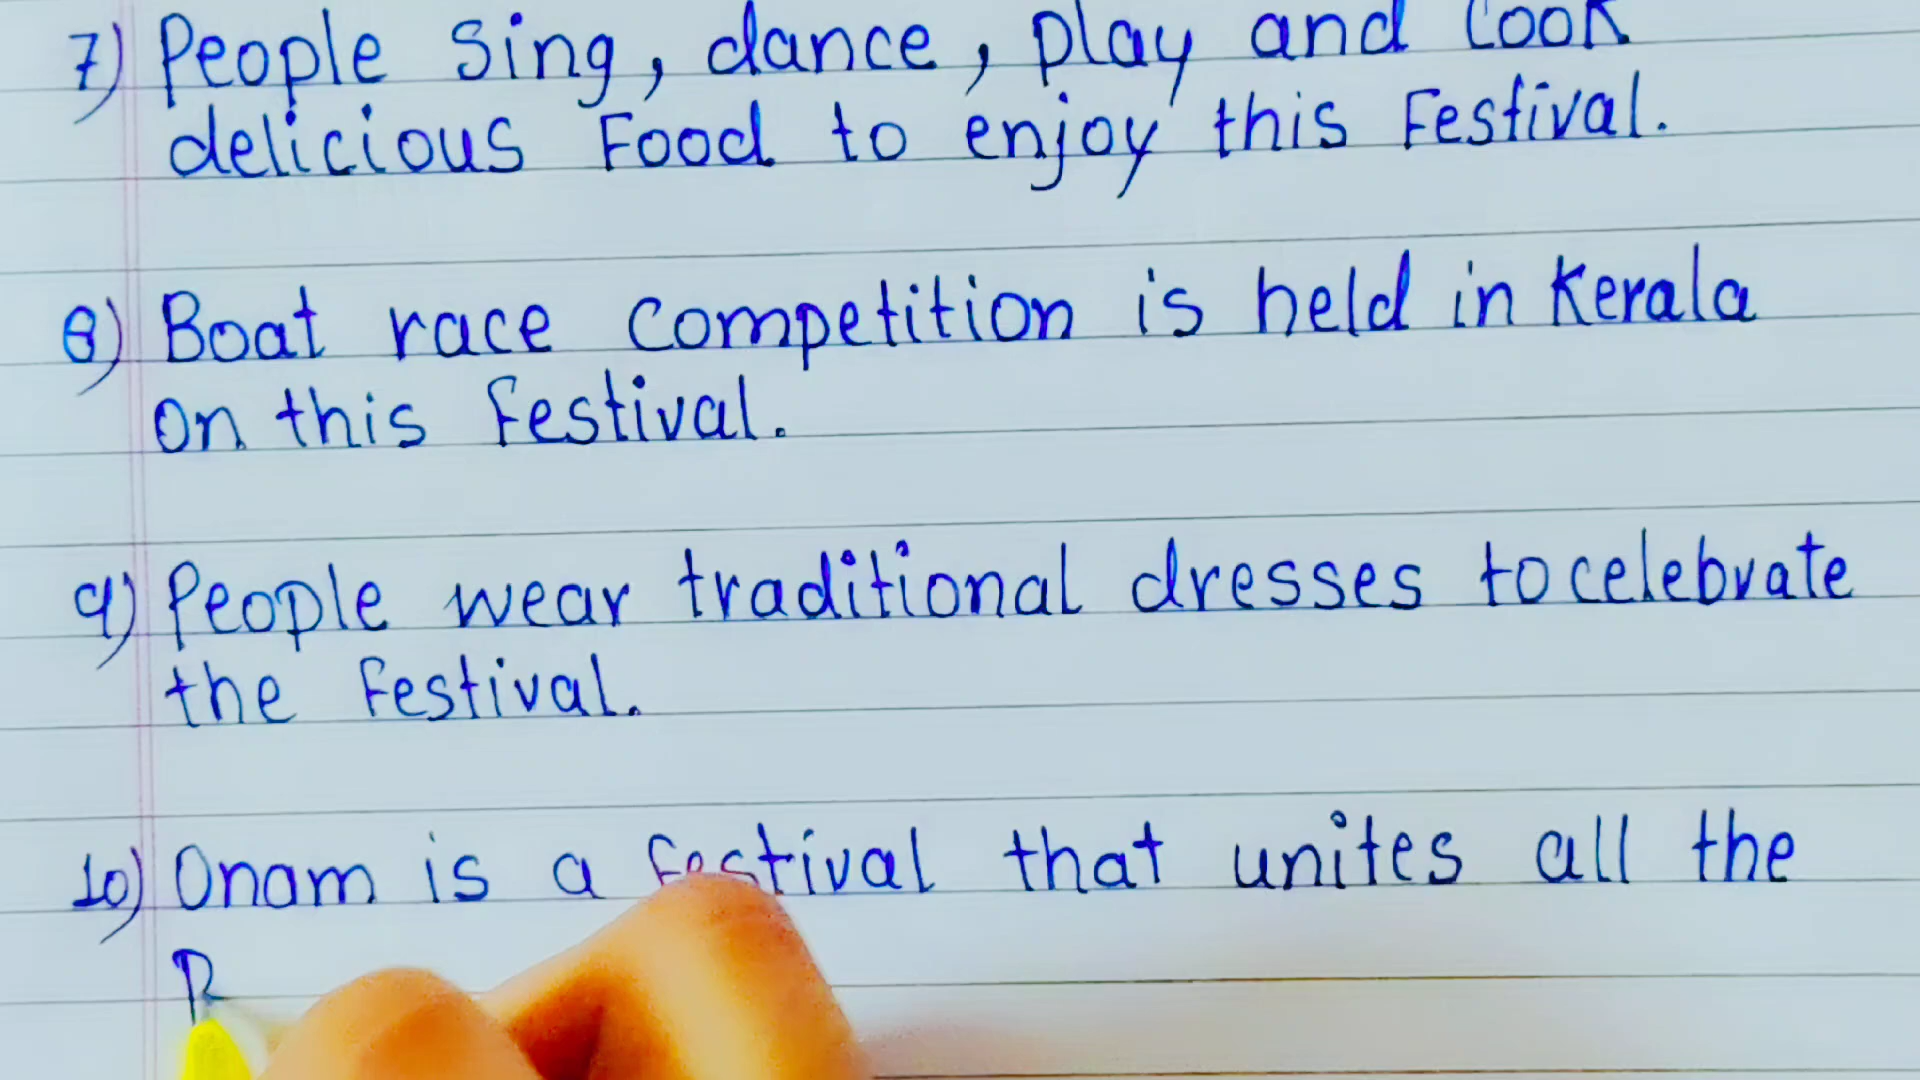 7) People sing, dance, play and cook
delicious Food to enjoy this Festival.
8) Boat race competition is held in Kerala
on this Festival.
9) People wear traditional dresses to celebrate
the Festival.
10) Onam is a festival that unites all the